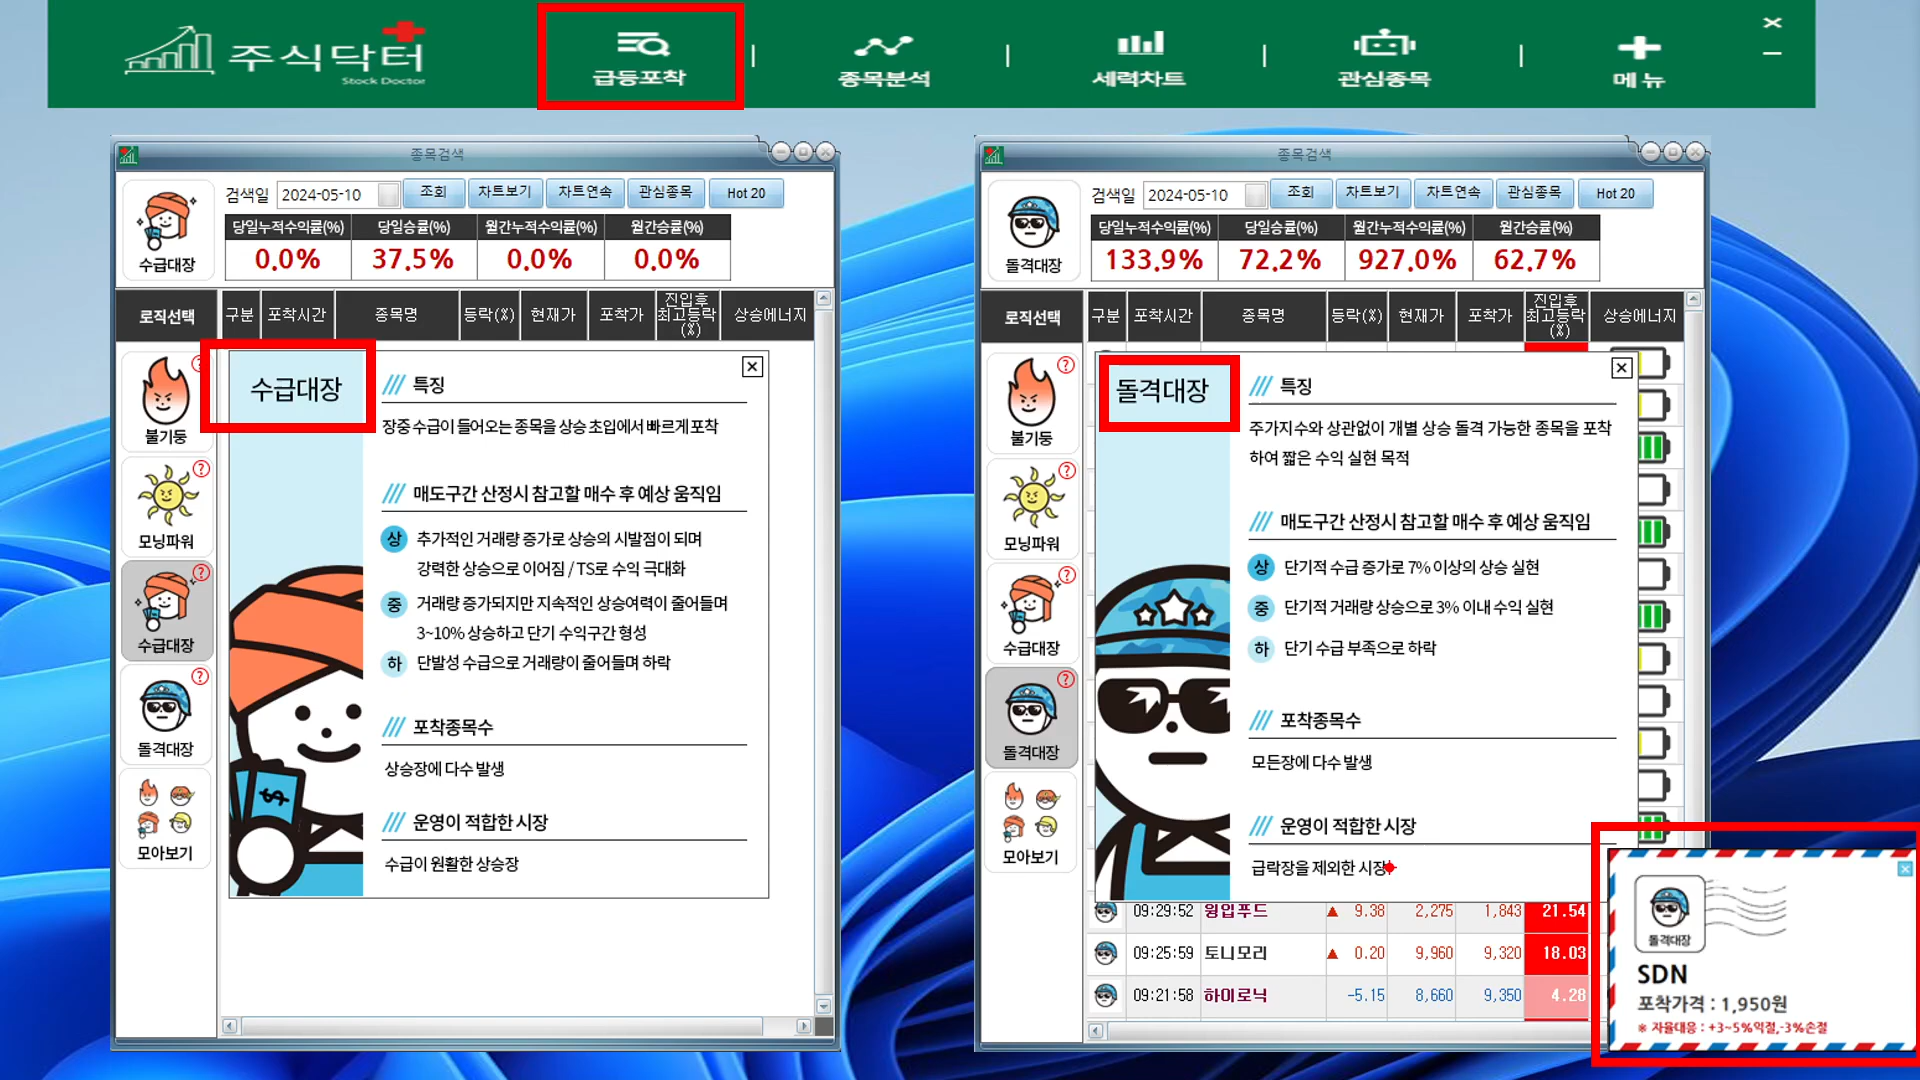 주식닥터
Stock Doctor
급등포착
종목분석
세력차트
관심종목
메뉴
종목검색
수급대장
검색일 2024-05-10 조회 차트보기 차트연속 관심종목 Hot 20
당일누적수익률(%) 당일승률(%) 월간누적수익률(%) 월간승률(%)
0.0% 37.5% 0.0% 0.0%
로직선택 구분 포착시간 종목명 등락(%) 현재가 포착가 진입후 최고등락 (%) 상승에너지
불기둥
모닝파워
수급대장
돌격대장
모아보기
수급대장
/// 특징
장중 수급이 들어오는 종목을 상승 초입에서 빠르게 포착
/// 매도구간 산정시 참고할 매수 후 예상 움직임
상 추가적인 거래량 증가로 상승의 시발점이 되며
강력한 상승으로 이어짐 / TS로 수익 극대화
중 거래량 증가되지만 지속적인 상승여력이 줄어들며
3~10% 상승하고 단기 수익구간 형성
하 단발성 수급으로 거래량이 줄어들며 하락
/// 포착종목수
상승장에 다수 발생
/// 운영이 적합한 시장
수급이 원활한 상승장
종목검색
돌격대장
검색일 2024-05-10 조회 차트보기 차트연속 관심종목 Hot 20
당일누적수익률(%) 당일승률(%) 월간누적수익률(%) 월간승률(%)
133.9% 72.2% 927.0% 62.7%
로직선택 구분 포착시간 종목명 등락(%) 현재가 포착가 진입후 최고등락 (%) 상승에너지
불기둥
모닝파워
수급대장
돌격대장
모아보기
돌격대장
/// 특징
주가지수와 상관없이 개별 상승 돌격 가능한 종목을 포착
하여 짧은 수익 실현 목적
/// 매도구간 산정시 참고할 매수 후 예상 움직임
상 단기적 수급 증가로 7% 이상의 상승 실현
중 단기적 거래량 상승으로 3% 이내 수익 실현
하 단기 수급 부족으로 하락
/// 포착종목수
모든장에 다수 발생
/// 운영이 적합한 시장
급락장을 제외한 시장
09:29:52 윙입푸드 ▲ 9.38 2,275 1,843 21.54
09:25:59 토니모리 ▲ 0.20 9,960 9,320 18.03
09:21:58 하이로닉 -5.15 8,660 9,350 4.28
돌격대장
SDN
포착가격 : 1,950원
※ 자율대응 : +3~5%익절,-3%손절